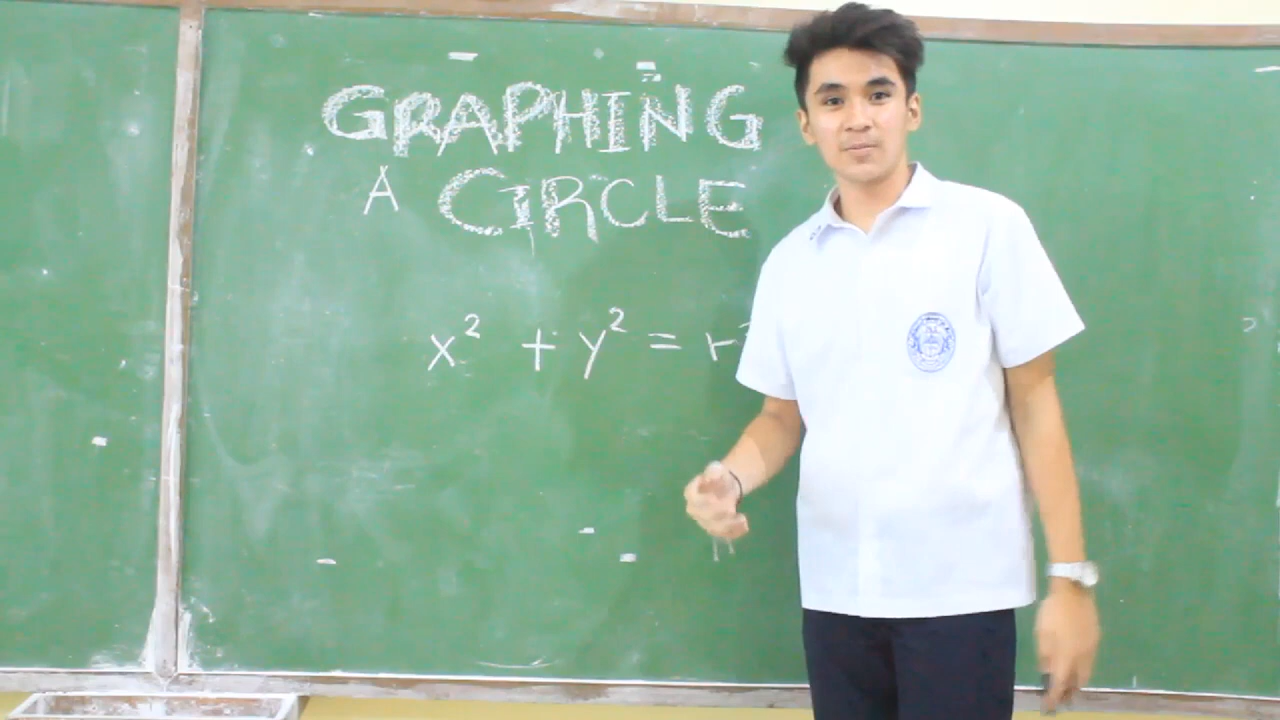 GRAPHING
A CIRCLE
x² + y² = r²